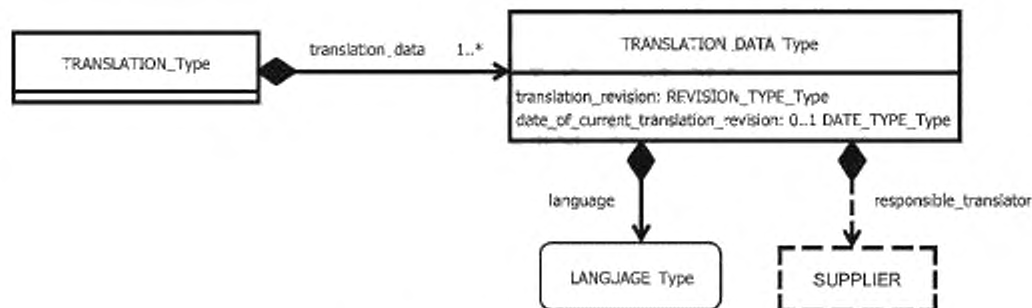 TRANSLATION_Type
translation_data 1..*
TRANSLATION_DATA Type
translation_revision: REVISION_TYPE_Type
date_of_current_translation_revision: 0..1 DATE_TYPE_Type
language
responsible_translator
LANGUAGE Type
SUPPLIER